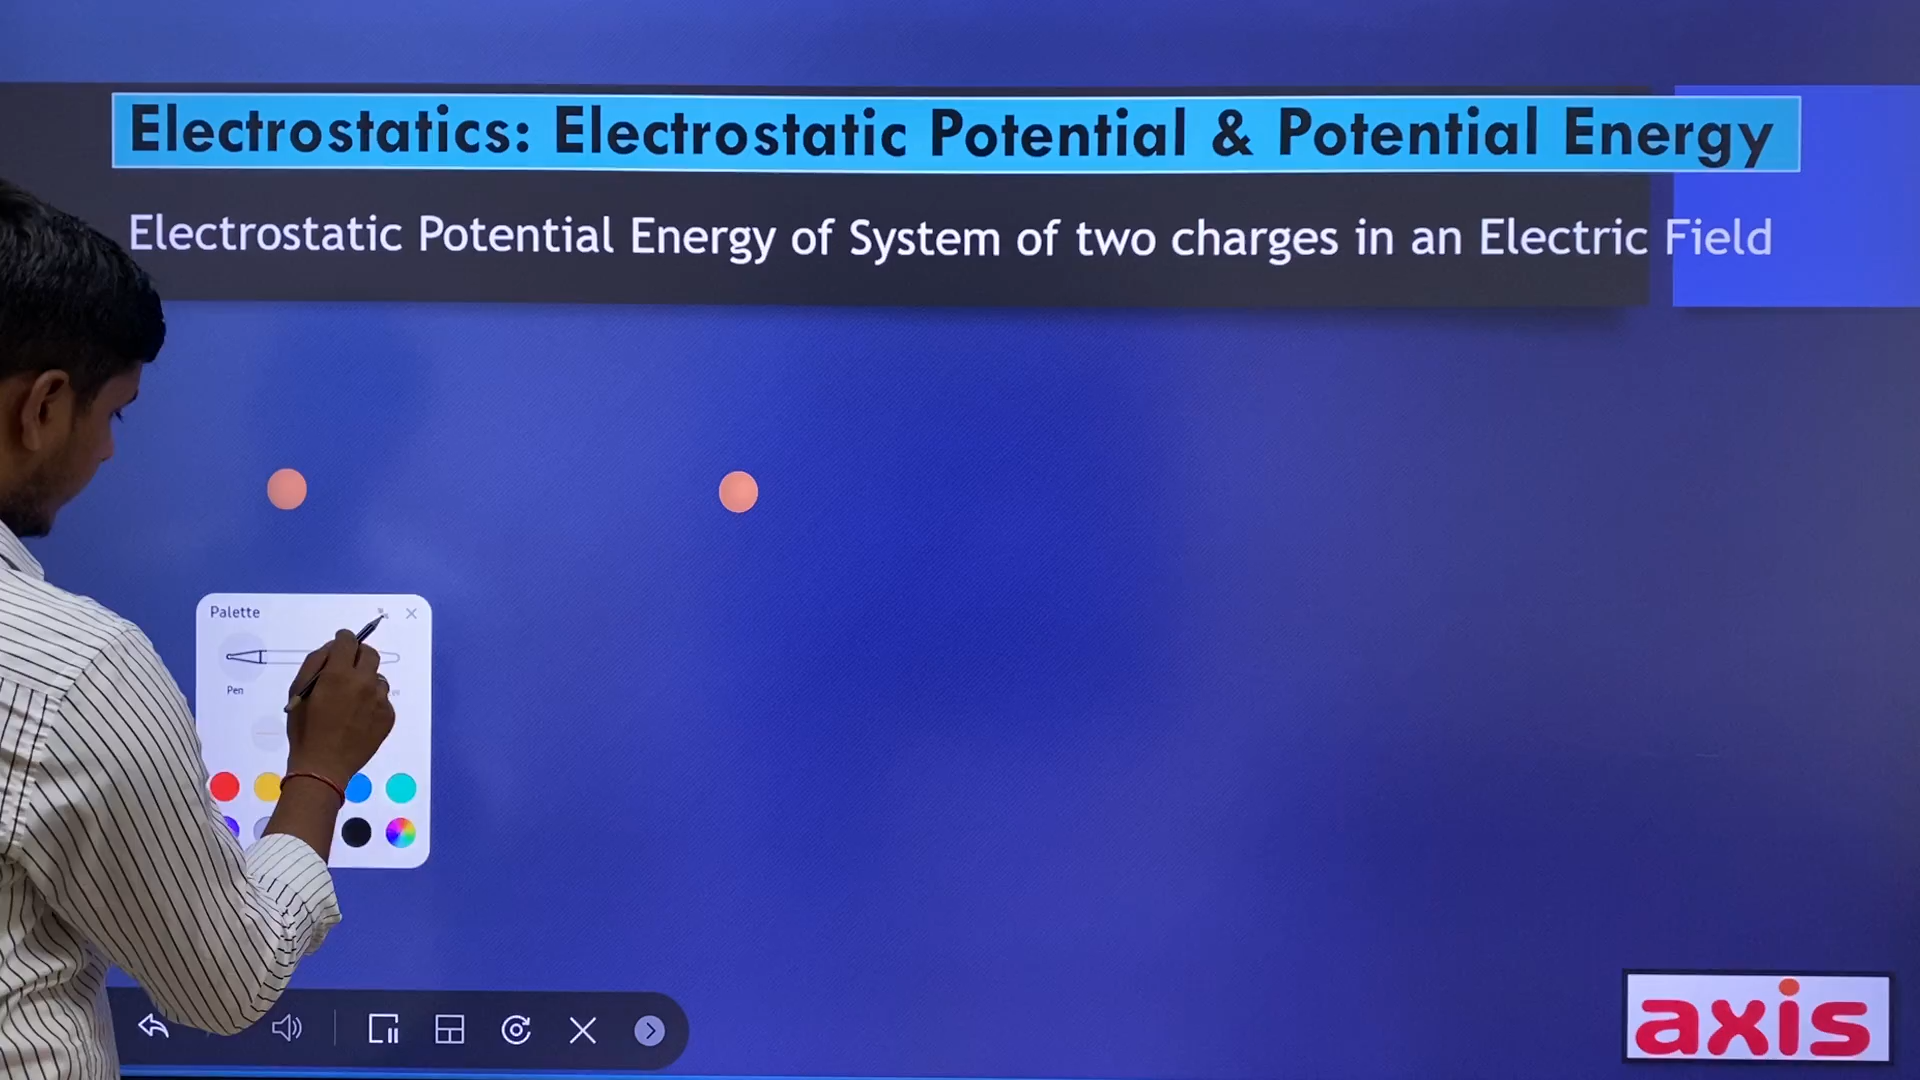 Electrostatics: Electrostatic Potential & Potential Energy
Electrostatic Potential Energy of System of two charges in an Electric Field
Palette
Pen
axis